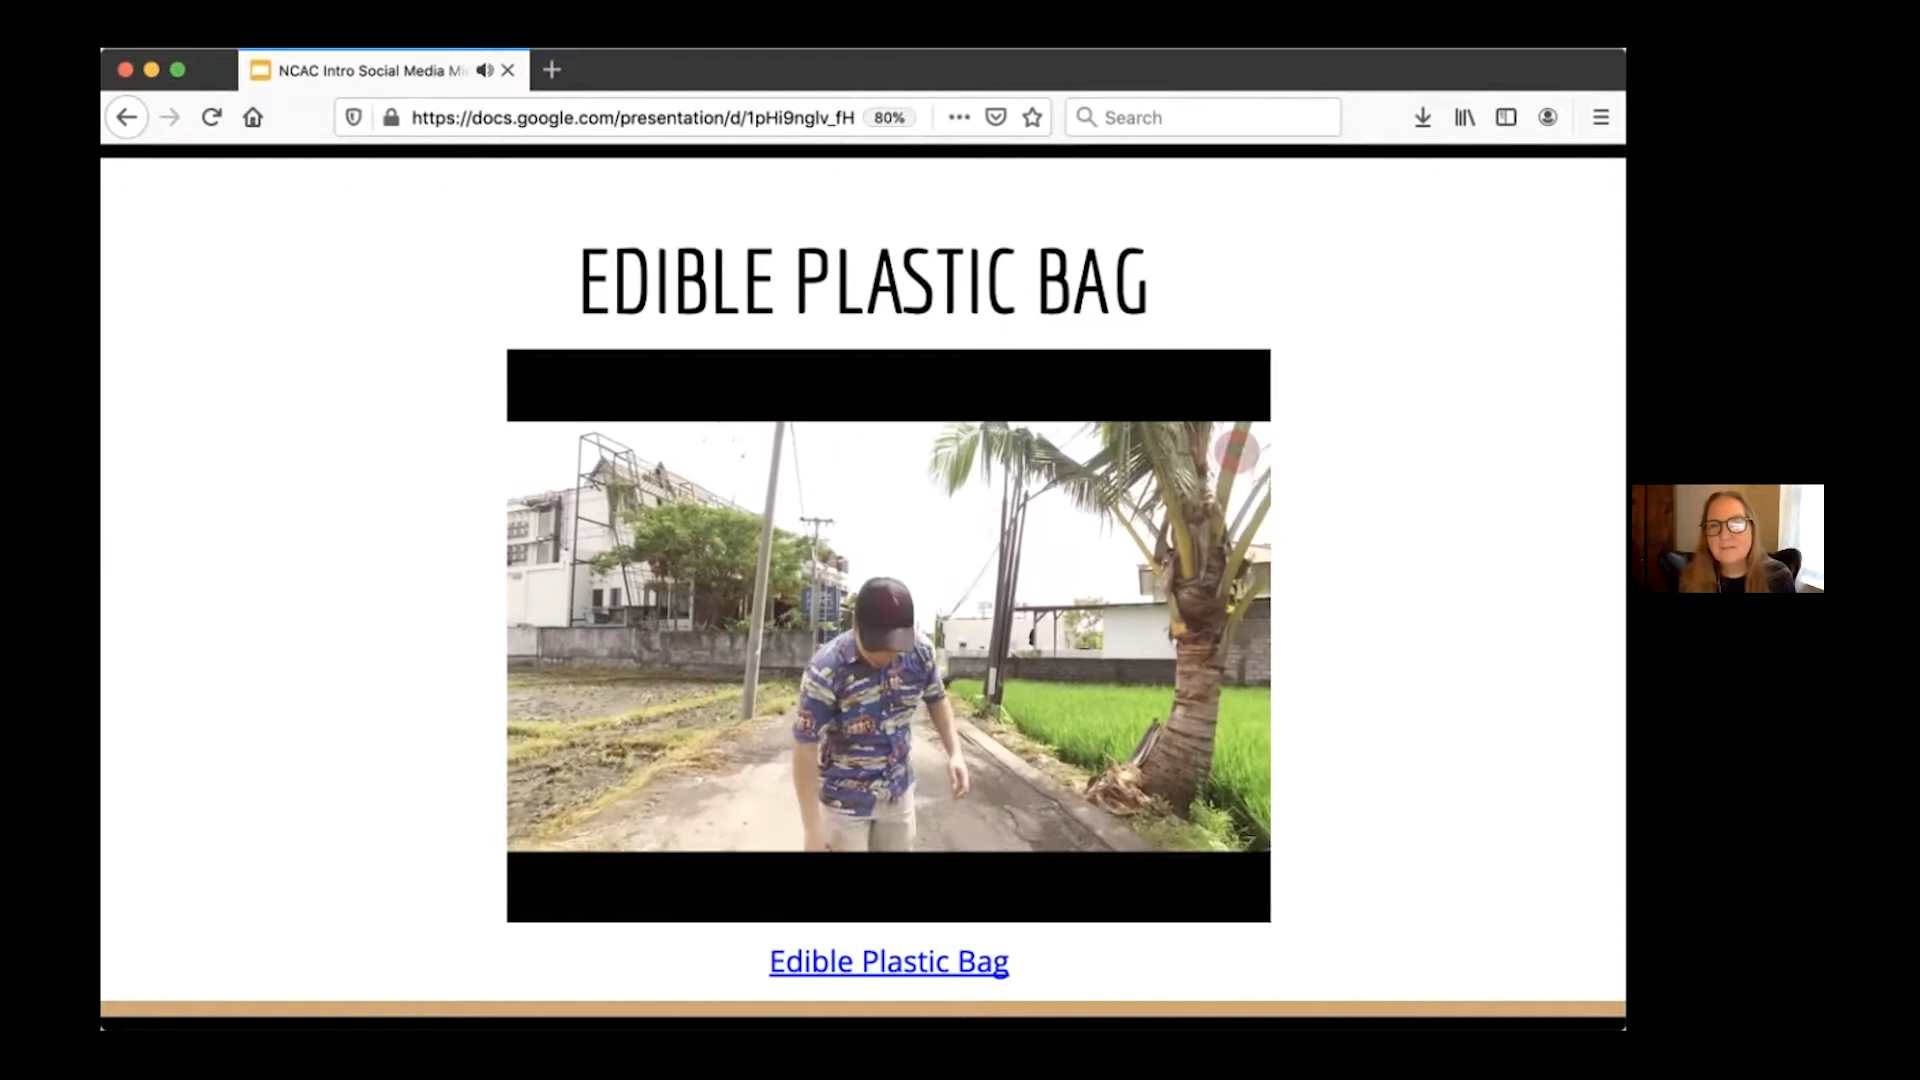 NCAC Intro Social Media Mi
https://docs.google.com/presentation/d/1pHi9nglv_fH 80% Search
EDIBLE PLASTIC BAG
Edible Plastic Bag